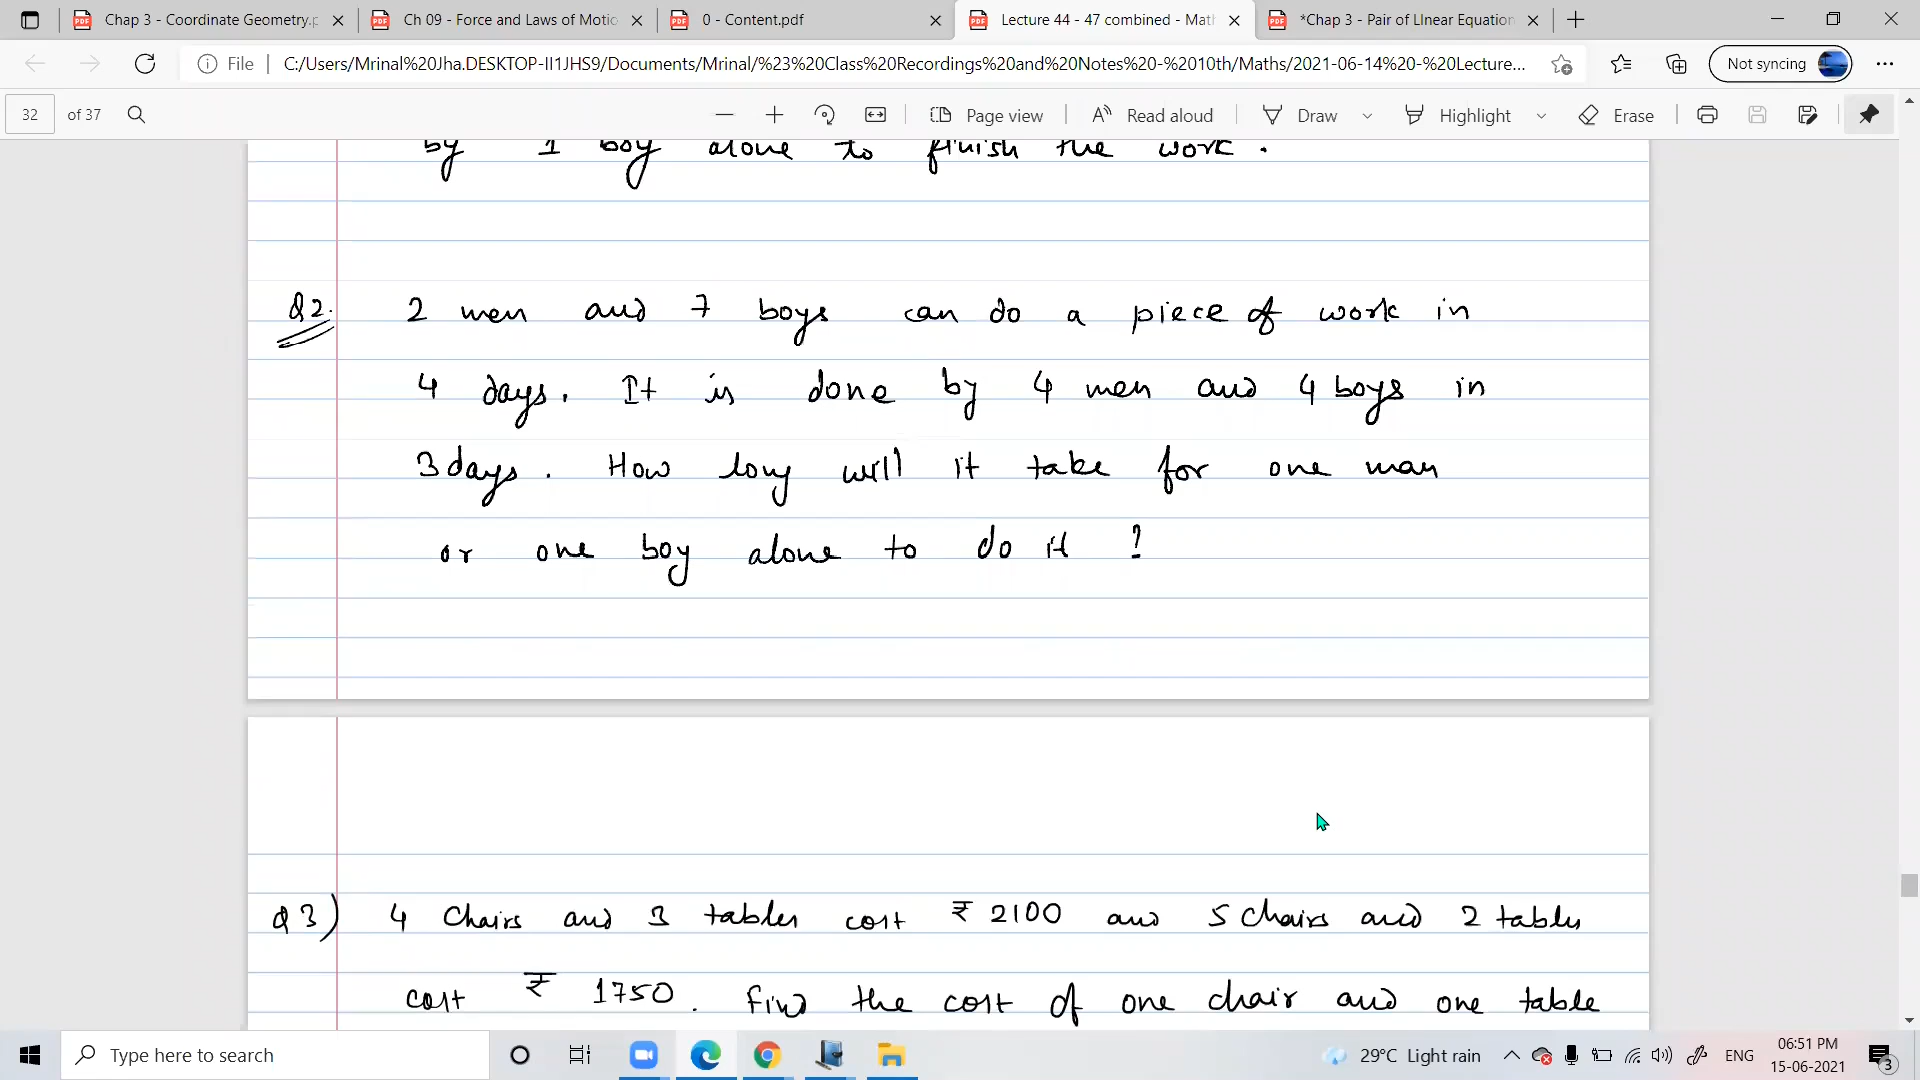 Chap 3 - Coordinate Geometry.p
Ch 09 - Force and Laws of Motio
0 - Content.pdf
Lecture 44 - 47 combined - Mat
*Chap 3 - Pair of LInear Equation
File
C:/Users/Mrinal%20Jha.DESKTOP-II1JHS9/Documents/Mrinal/%23%20Class%20Recordings%20and%20Notes%20-%2010th/Maths/2021-06-14%20-%20Lecture...
Not syncing
32 of 37
Page view
Read aloud
Draw
Highlight
Erase
by 1 boy alone to finish the work.
Q2. 2 men and 7 boys can do a piece of work in
4 days. It is done by 4 men and 4 boys in
3 days. How long will it take for one man
or one boy alone to do it ?
Q3) 4 Chairs and 3 tables cost ₹ 2100 and 5 chairs and 2 tables
cost ₹ 1750. Find the cost of one chair and one table
Type here to search
29°C Light rain
ENG
06:51 PM
15-06-2021
3